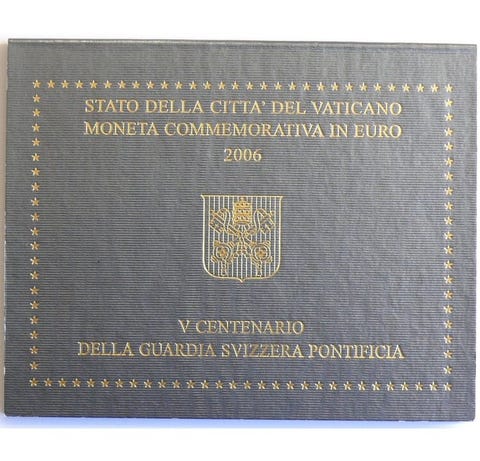 STATO DELLA CITTA' DEL VATICANO
MONETA COMMEMORATIVA IN EURO
2006
V CENTENARIO
DELLA GUARDIA SVIZZERA PONTIFICIA